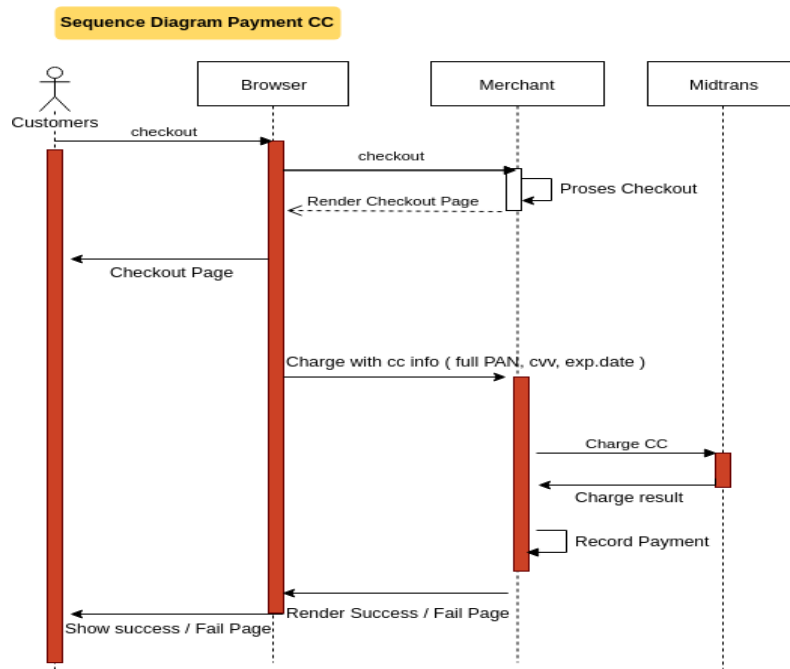 Sequence Diagram Payment CC
Browser
Merchant
Midtrans
Customers
checkout
checkout
Proses Checkout
Render Checkout Page
Checkout Page
Charge with cc info ( full PAN, cvv, exp.date )
Charge CC
Charge result
Record Payment
Render Success / Fail Page
Show success / Fail Page